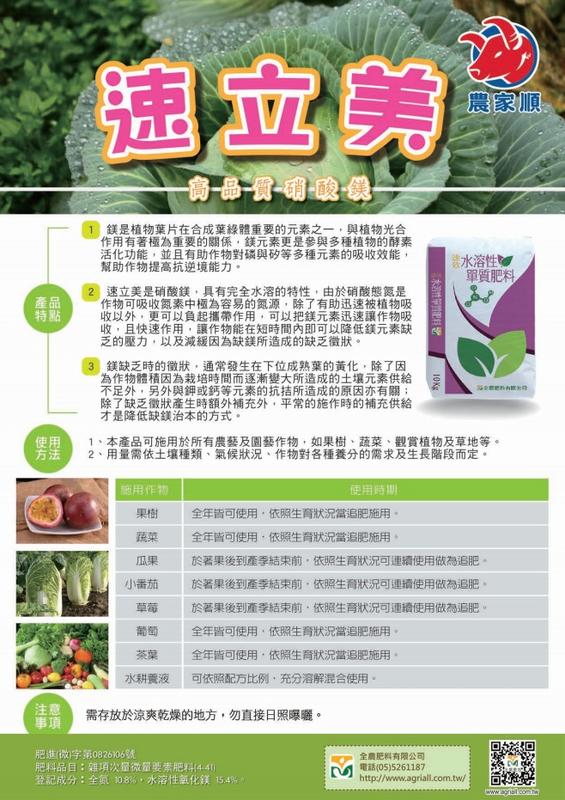 速立美
農家順
高品質硝酸鎂
產品
特點
1 鎂是植物葉片在合成葉綠體重要的元素之一，與植物光合
作用有著極為重要的關係，鎂元素更是參與多種植物的酵素
活化功能，並且有助作物對磷與矽等多種元素的吸收效能，
幫助作物提高抗逆境能力。
2 速立美是硝酸鎂，具有完全水溶的特性，由於硝酸態氮是
作物可吸收氮素中極為容易的氮源，除了有助迅速被植物吸
收以外，更可以負起攜帶作用，可以把鎂元素迅速讓作物吸
收，且快速作用，讓作物能在短時間內即可以降低鎂元素缺
乏的壓力，以及減緩因為缺鎂所造成的缺乏徵狀。
3 鎂缺乏時的徵狀，通常發生在下位成熟葉的黃化，除了因
為作物體積因為栽培時間而逐漸變大所造成的土壤元素供給
不足外，另外與鉀或鈣等元素的抗拮所造成的原因亦有關；
除了缺乏徵狀產生時額外補充外，平常的施作時的補充供給
才是降低缺鎂治本的方式。
速效
水溶性
單質肥料
水溶性單質肥料
10Kg
全農肥料有限公司
使用
方法
1、本產品可施用於所有農藝及園藝作物，如果樹、蔬菜、觀賞植物及草地等。
2、用量需依土壤種類、氣候狀況、作物對各種養分的需求及生長階段而定。
施用作物 使用時期
果樹 全年皆可使用，依照生育狀況當追肥施用。
蔬菜 全年皆可使用，依照生育狀況當追肥施用。
瓜果 於著果後到產季結束前，依照生育狀況可連續使用做為追肥。
小番茄 於著果後到產季結束前，依照生育狀況可連續使用做為追肥。
草莓 於著果後到產季結束前，依照生育狀況可連續使用做為追肥。
葡萄 全年皆可使用，依照生育狀況當追肥施用。
茶葉 全年皆可使用，依照生育狀況當追肥施用。
水耕養液 可依照配方比例，充分溶解混合使用。
注意
事項
需存放於涼爽乾燥的地方，勿直接日照曝曬。
肥進(微)字第0826106號
肥料品目：雜項次量微量要素肥料(4-41)
登記成分：全氮 10.8%，水溶性氧化鎂 15.4%。
全農肥料有限公司
電話(05)5261187
http://www.agriall.com.tw/
www.agriall.com.tw